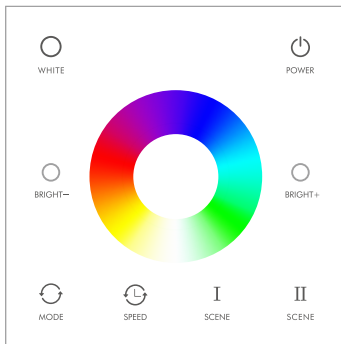 WHITE
POWER
BRIGHT−
BRIGHT+
I
II
MODE
SPEED
SCENE
SCENE